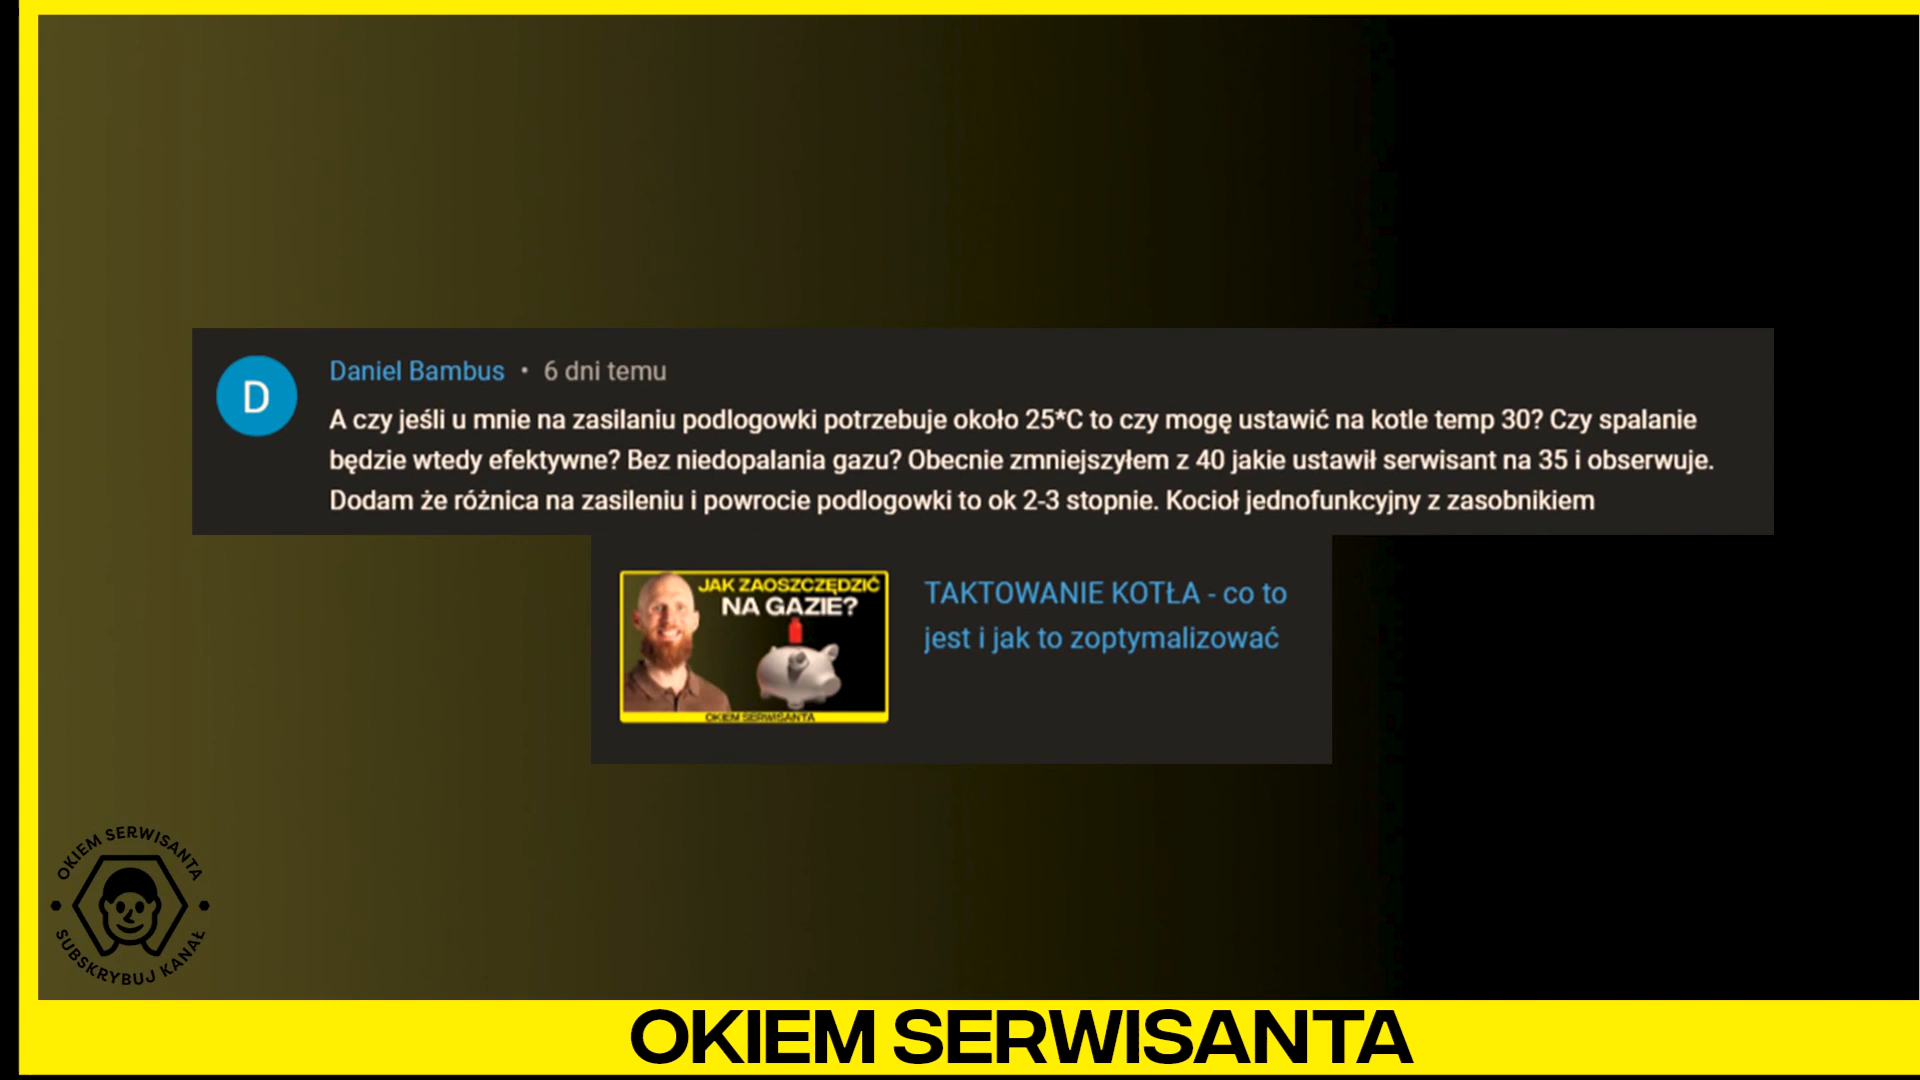 Daniel Bambus • 6 dni temu
D
A czy jeśli u mnie na zasilaniu podlogowki potrzebuje około 25*C to czy mogę ustawić na kotle temp 30? Czy spalanie
będzie wtedy efektywne? Bez niedopalania gazu? Obecnie zmniejszyłem z 40 jakie ustawił serwisant na 35 i obserwuje.
Dodam że różnica na zasileniu i powrocie podlogowki to ok 2-3 stopnie. Kocioł jednofunkcyjny z zasobnikiem
JAK ZAOSZCZĘDZIĆ
NA GAZIE?
OKIEM SERWISANTA
TAKTOWANIE KOTŁA - co to
jest i jak to zoptymalizować
OKIEM SERWISANTA
SUBSKRYBUJ KANAŁ
OKIEM SERWISANTA